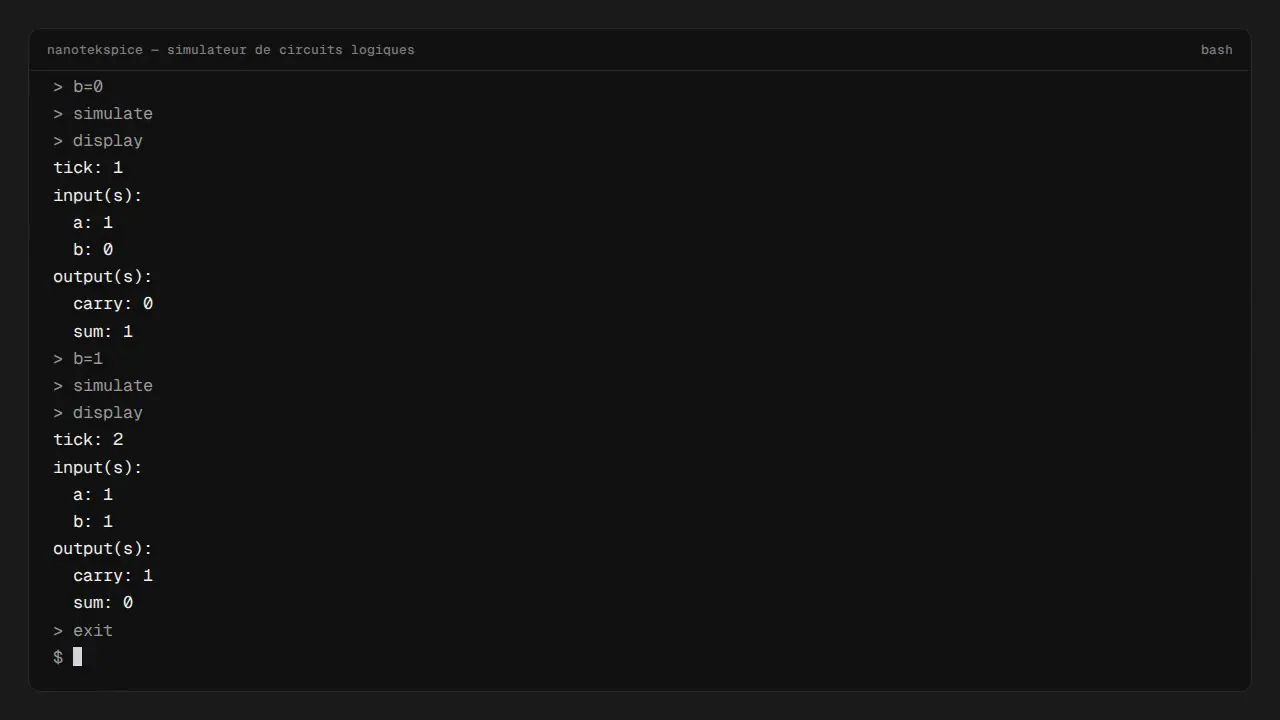 nanotekspice — simulateur de circuits logiques
bash
> b=0
> simulate
> display
tick: 1
input(s):
  a: 1
  b: 0
output(s):
  carry: 0
  sum: 1
> b=1
> simulate
> display
tick: 2
input(s):
  a: 1
  b: 1
output(s):
  carry: 1
  sum: 0
> exit
$